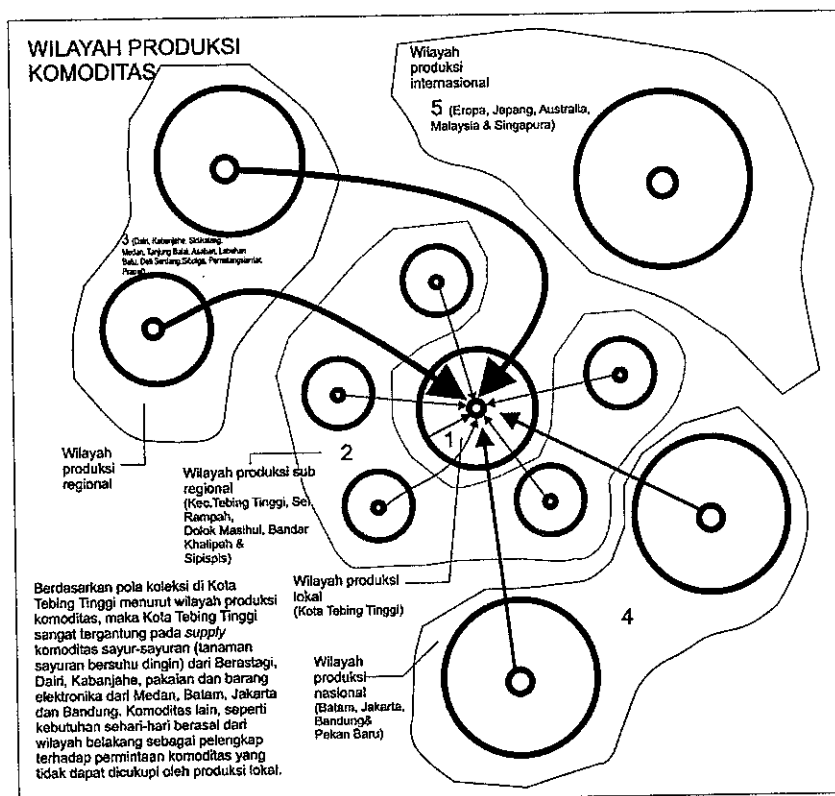 WILAYAH PRODUKSI
KOMODITAS
Wilayah
produksi
internasional
5 (Eropa, Jepang, Australia,
Malaysia & Singapura)
3 (Dairi, Kabanjahe, Sidikalang,
Medan, Tanjung Balai, Asahan, Labuhan
Batu, Deli Serdang, Sibolga, Pematangsiantar,
Wilayah
produksi
regional
2
1
Wilayah produksi sub
regional
(Kec.Tebing Tinggi, Sei
Rampah,
Dolok Masihul, Bandar
Khalipah &
Sipispis)
Wilayah produksi
lokal
(Kota Tebing Tinggi)
4
Wilayah
produksi
nasional
(Batam, Jakarta,
Bandung&
Pekan Baru)
Berdasarkan pola koleksi di Kota
Tebing Tinggi menurut wilayah produksi
komoditas, maka Kota Tebing Tinggi
sangat tergantung pada supply
komoditas sayur-sayuran (tanaman
sayuran bersuhu dingin) dari Berastagi,
Dairi, Kabanjahe, pakaian dan barang
elektronika dari Medan, Batam, Jakarta
dan Bandung. Komoditas lain, seperti
kebutuhan sehari-hari berasal dari
wilayah belakang sebagai pelengkap
terhadap permintaan komoditas yang
tidak dapat dicukupi oleh produksi lokal.